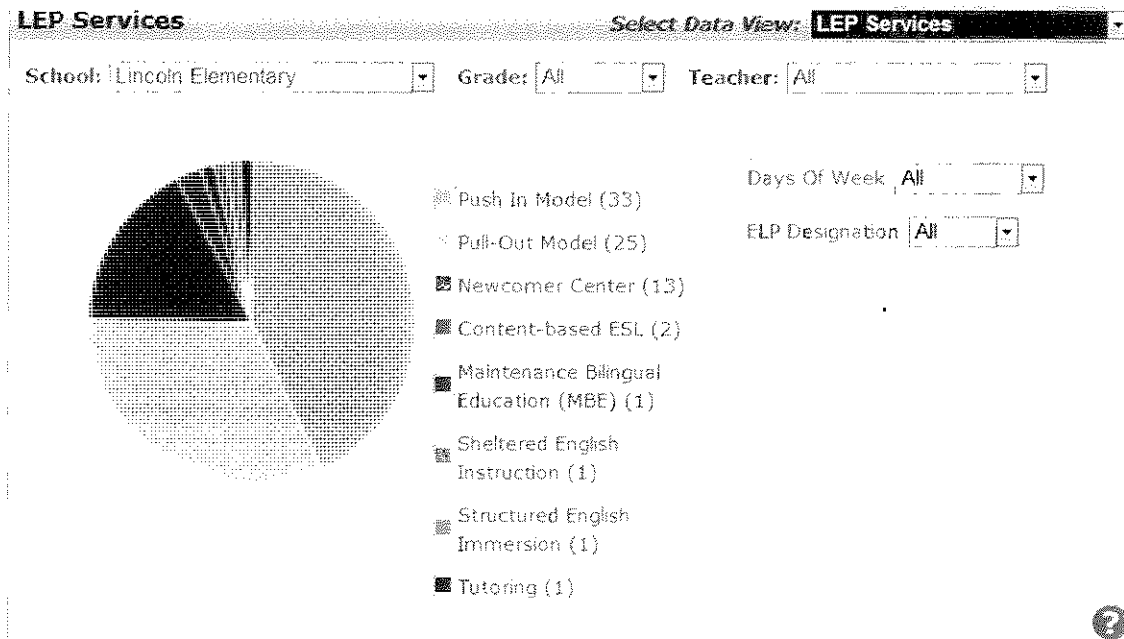 LEP Services Select Data View: LEP Services
School: Lincoln Elementary Grade: All Teacher: All
Days Of Week All
ELP Designation All
Push In Model (33)
Pull-Out Model (25)
Newcomer Center (13)
Content-based ESL (2)
Maintenance Bilingual
Education (MBE) (1)
Sheltered English
Instruction (1)
Structured English
Immersion (1)
Tutoring (1)
?